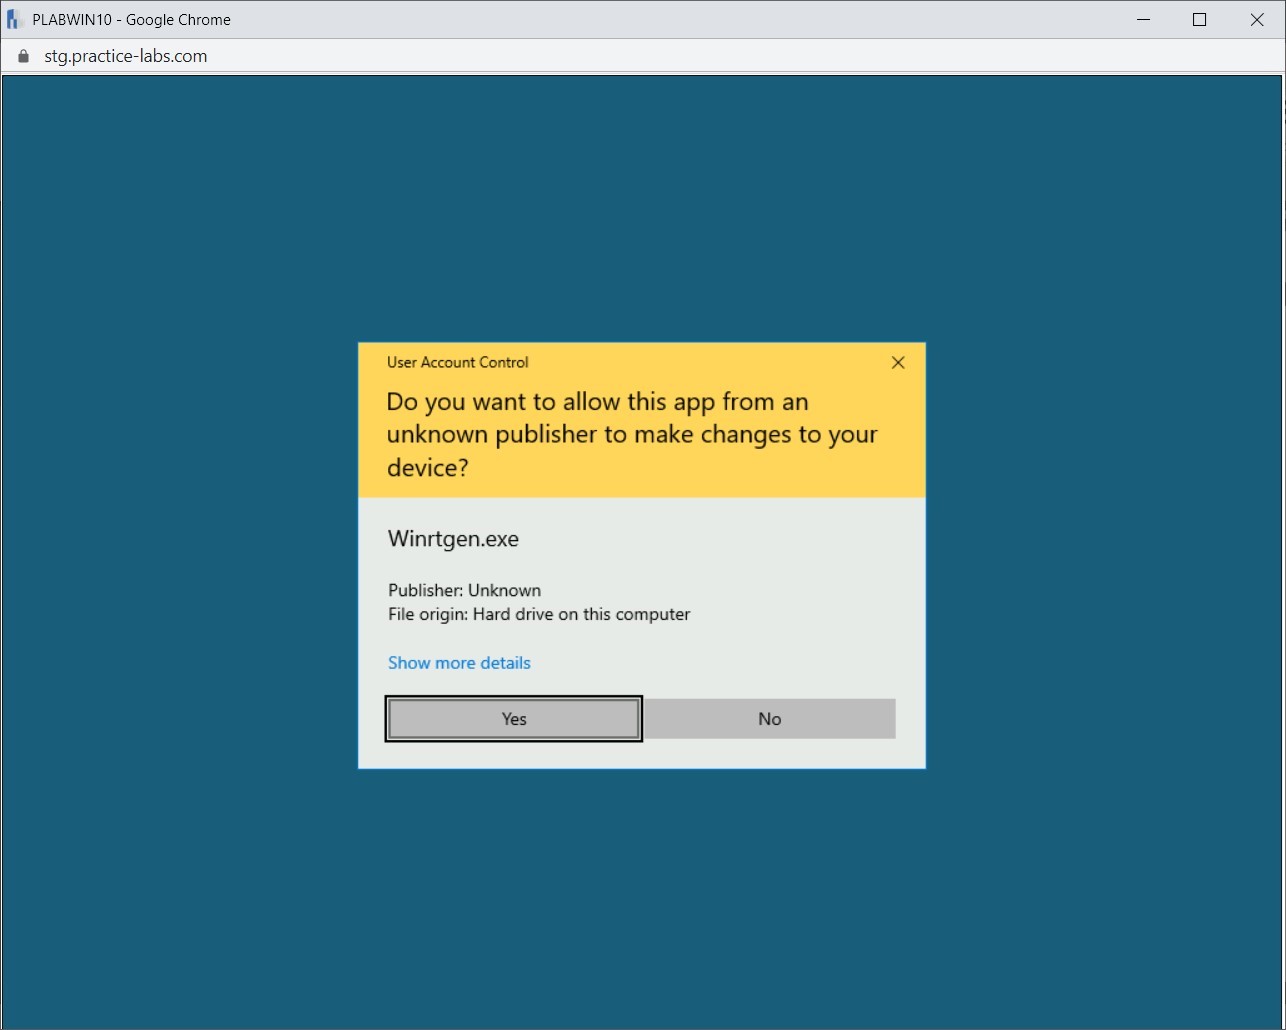 PLABWIN10 - Google Chrome
stg.practice-labs.com
User Account Control
Do you want to allow this app from an
unknown publisher to make changes to your
device?
Winrtgen.exe
Publisher: Unknown
File origin: Hard drive on this computer
Show more details
Yes
No